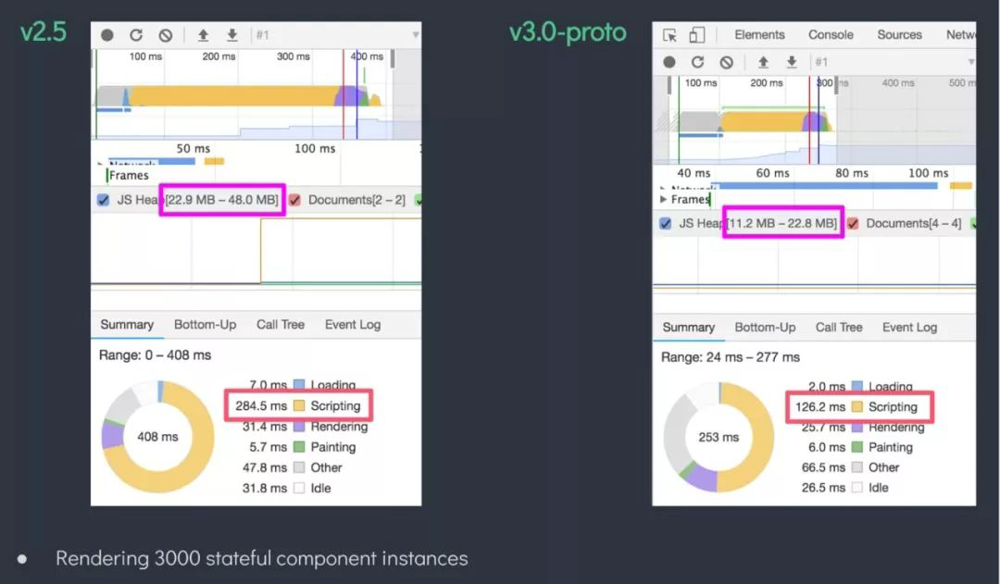 v2.5
#1
100 ms 200 ms 300 ms 400 ms
50 ms 100 ms
Network
Frames
JS Heap[22.9 MB – 48.0 MB] Documents[2 – 2]
Summary Bottom-Up Call Tree Event Log
Range: 0 – 408 ms
408 ms
7.0 ms Loading
284.5 ms Scripting
31.4 ms Rendering
5.7 ms Painting
47.8 ms Other
31.8 ms Idle
v3.0-proto
Elements Console Sources Netw
#1
100 ms 200 ms 300 ms 400 ms 500 m
40 ms 60 ms 80 ms 100 ms
Network
Frames
JS Heap[11.2 MB – 22.8 MB] Documents[4 – 4]
Summary Bottom-Up Call Tree Event Log
Range: 24 ms – 277 ms
253 ms
2.0 ms Loading
126.2 ms Scripting
25.7 ms Rendering
6.0 ms Painting
66.5 ms Other
26.5 ms Idle
● Rendering 3000 stateful component instances